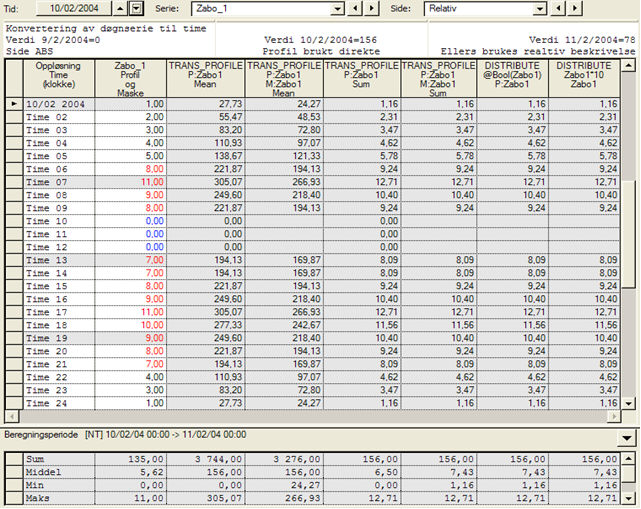 Tid: 10/02/2004 Serie: Zabo_1 Side: Relativ
Konvertering av døgnserie til time
Verdi 9/2/2004=0 Verdi 10/2/2004=156 Verdi 11/2/2004=78
Side ABS Profil brukt direkte Ellers brukes realtiv beskrivelse
Oppløsning Zabo_1 TRANS_PROFILE TRANS_PROFILE TRANS_PROFILE TRANS_PROFILE DISTRIBUTE DISTRIBUTE
Time Profil P:Zabo1 P:Zabo1 P:Zabo1 P:Zabo1 @Bool(Zabo1) Zabo1*10
(klokke) og Mean M:Zabo1 Sum M:Zabo1 P:Zabo1 Zabo1
Maske Mean Sum
10/02 2004 1,00 27,73 24,27 1,16 1,16 1,16 1,16
Time 02 2,00 55,47 48,53 2,31 2,31 2,31 2,31
Time 03 3,00 83,20 72,80 3,47 3,47 3,47 3,47
Time 04 4,00 110,93 97,07 4,62 4,62 4,62 4,62
Time 05 5,00 138,67 121,33 5,78 5,78 5,78 5,78
Time 06 8,00 221,87 194,13 9,24 9,24 9,24 9,24
Time 07 11,00 305,07 266,93 12,71 12,71 12,71 12,71
Time 08 9,00 249,60 218,40 10,40 10,40 10,40 10,40
Time 09 8,00 221,87 194,13 9,24 9,24 9,24 9,24
Time 10 0,00 0,00 0,00
Time 11 0,00 0,00 0,00
Time 12 0,00 0,00 0,00
Time 13 7,00 194,13 169,87 8,09 8,09 8,09 8,09
Time 14 7,00 194,13 169,87 8,09 8,09 8,09 8,09
Time 15 8,00 221,87 194,13 9,24 9,24 9,24 9,24
Time 16 9,00 249,60 218,40 10,40 10,40 10,40 10,40
Time 17 11,00 305,07 266,93 12,71 12,71 12,71 12,71
Time 18 10,00 277,33 242,67 11,56 11,56 11,56 11,56
Time 19 9,00 249,60 218,40 10,40 10,40 10,40 10,40
Time 20 8,00 221,87 194,13 9,24 9,24 9,24 9,24
Time 21 7,00 194,13 169,87 8,09 8,09 8,09 8,09
Time 22 4,00 110,93 97,07 4,62 4,62 4,62 4,62
Time 23 3,00 83,20 72,80 3,47 3,47 3,47 3,47
Time 24 1,00 27,73 24,27 1,16 1,16 1,16 1,16
Beregningsperiode [NT] 10/02/04 00:00 -> 11/02/04 00:00
Sum 135,00 3 744,00 3 276,00 156,00 156,00 156,00 156,00
Middel 5,62 156,00 156,00 6,50 7,43 7,43 7,43
Min 0,00 0,00 24,27 0,00 1,16 1,16 1,16
Maks 11,00 305,07 266,93 12,71 12,71 12,71 12,71